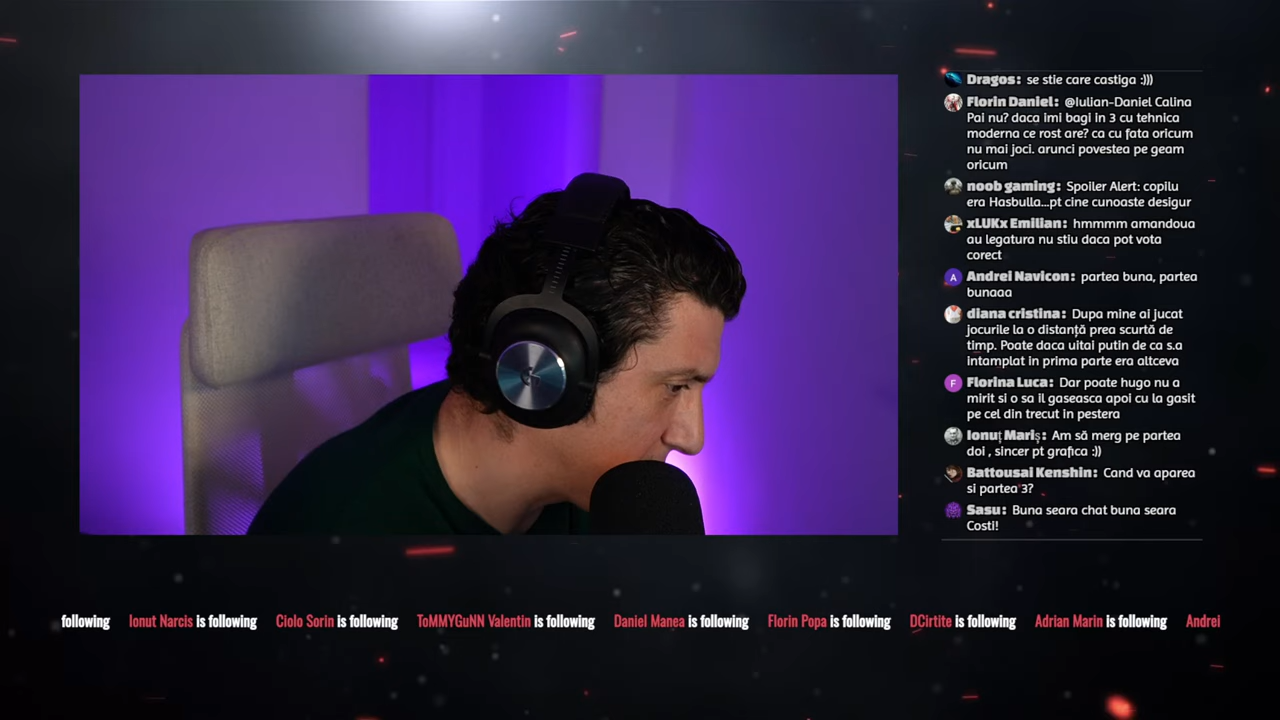 Dragos: se stie care castiga :)))
Florin Daniel: @Iulian-Daniel Calina
Pai nu? daca imi bagi in 3 cu tehnica
moderna ce rost are? ca cu fata oricum
nu mai joci. arunci povestea pe geam
oricum
noob gaming: Spoiler Alert: copilu
era Hasbulla...pt cine cunoaste desigur
xLUKx Emilian: hmmmm amandoua
au legatura nu stiu daca pot vota
corect
A
Andrei Navicon: partea buna, partea
bunaaa
diana cristina: Dupa mine ai jucat
jocurile la o distanță prea scurtă de
timp. Poate daca uitai putin de ca s.a
intamplat in prima parte era altceva
F
Florina Luca: Dar poate hugo nu a
mirit si o sa il gaseasca apoi cu la gasit
pe cel din trecut in pestera
Ionuț Mariș: Am să merg pe partea
doi , sincer pt grafica :))
Battousai Kenshin: Cand va aparea
si partea 3?
Sasu: Buna seara chat buna seara
Costi!
following Ionut Narcis is following Ciolo Sorin is following ToMMYGuNN Valentin is following Daniel Manea is following Florin Popa is following DCirtite is following Adrian Marin is following Andrei